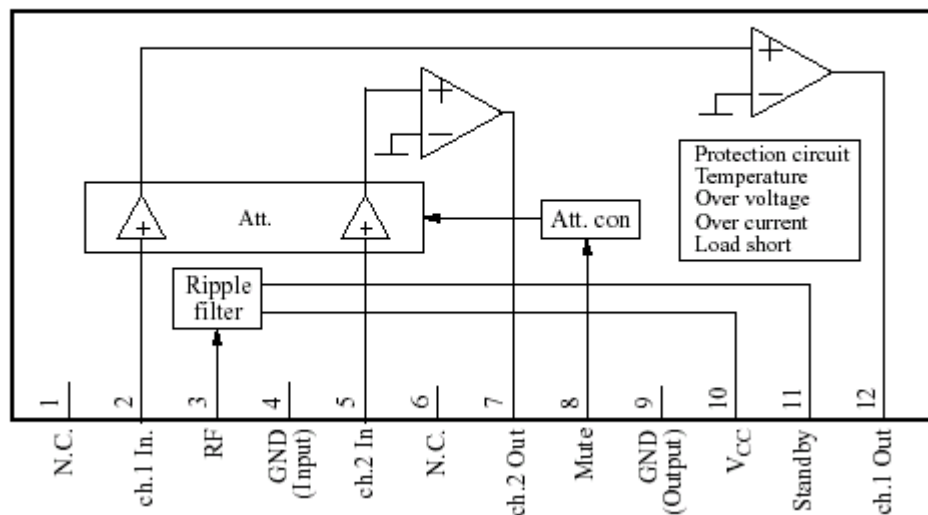 Protection circuit
Temperature
Over voltage
Over current
Load short
Att.
Att. con
Ripple
filter
1
2
3
4
5
6
7
8
9
10
11
12
N.C.
ch.1 In.
RF
GND
(Input)
ch.2 In
N.C.
ch.2 Out
Mute
GND
(Output)
VCC
Standby
ch.1 Out